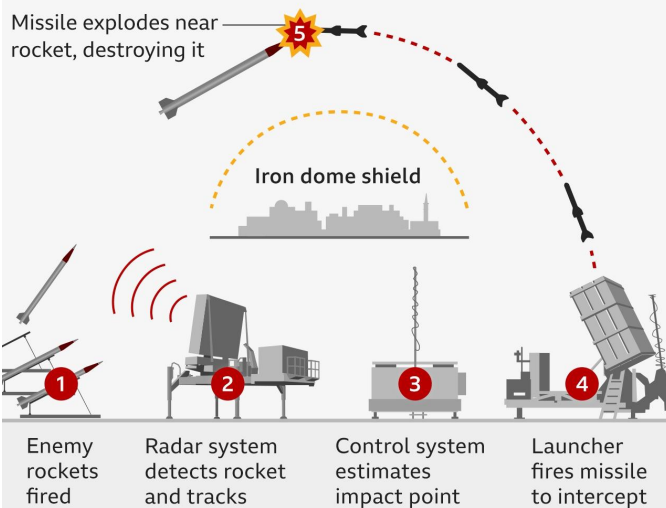 Missile explodes near
rocket, destroying it
5
Iron dome shield
1
2
3
4
Enemy
rockets
fired
Radar system
detects rocket
and tracks
Control system
estimates
impact point
Launcher
fires missile
to intercept